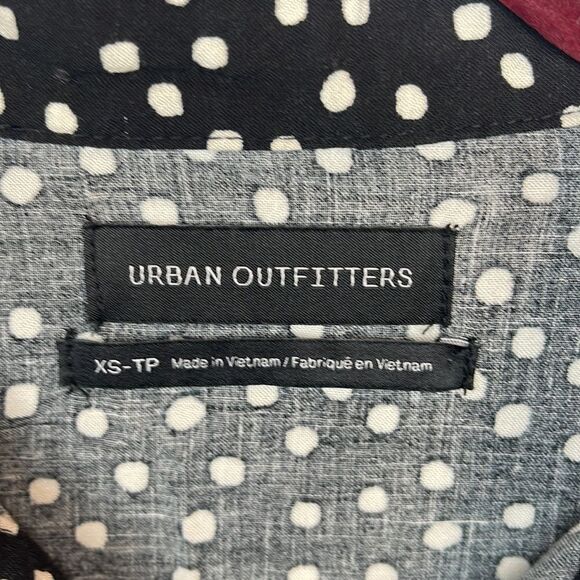 URBAN OUTFITTERS
XS-TP Made in Vietnam / Fabriqué en Vietnam